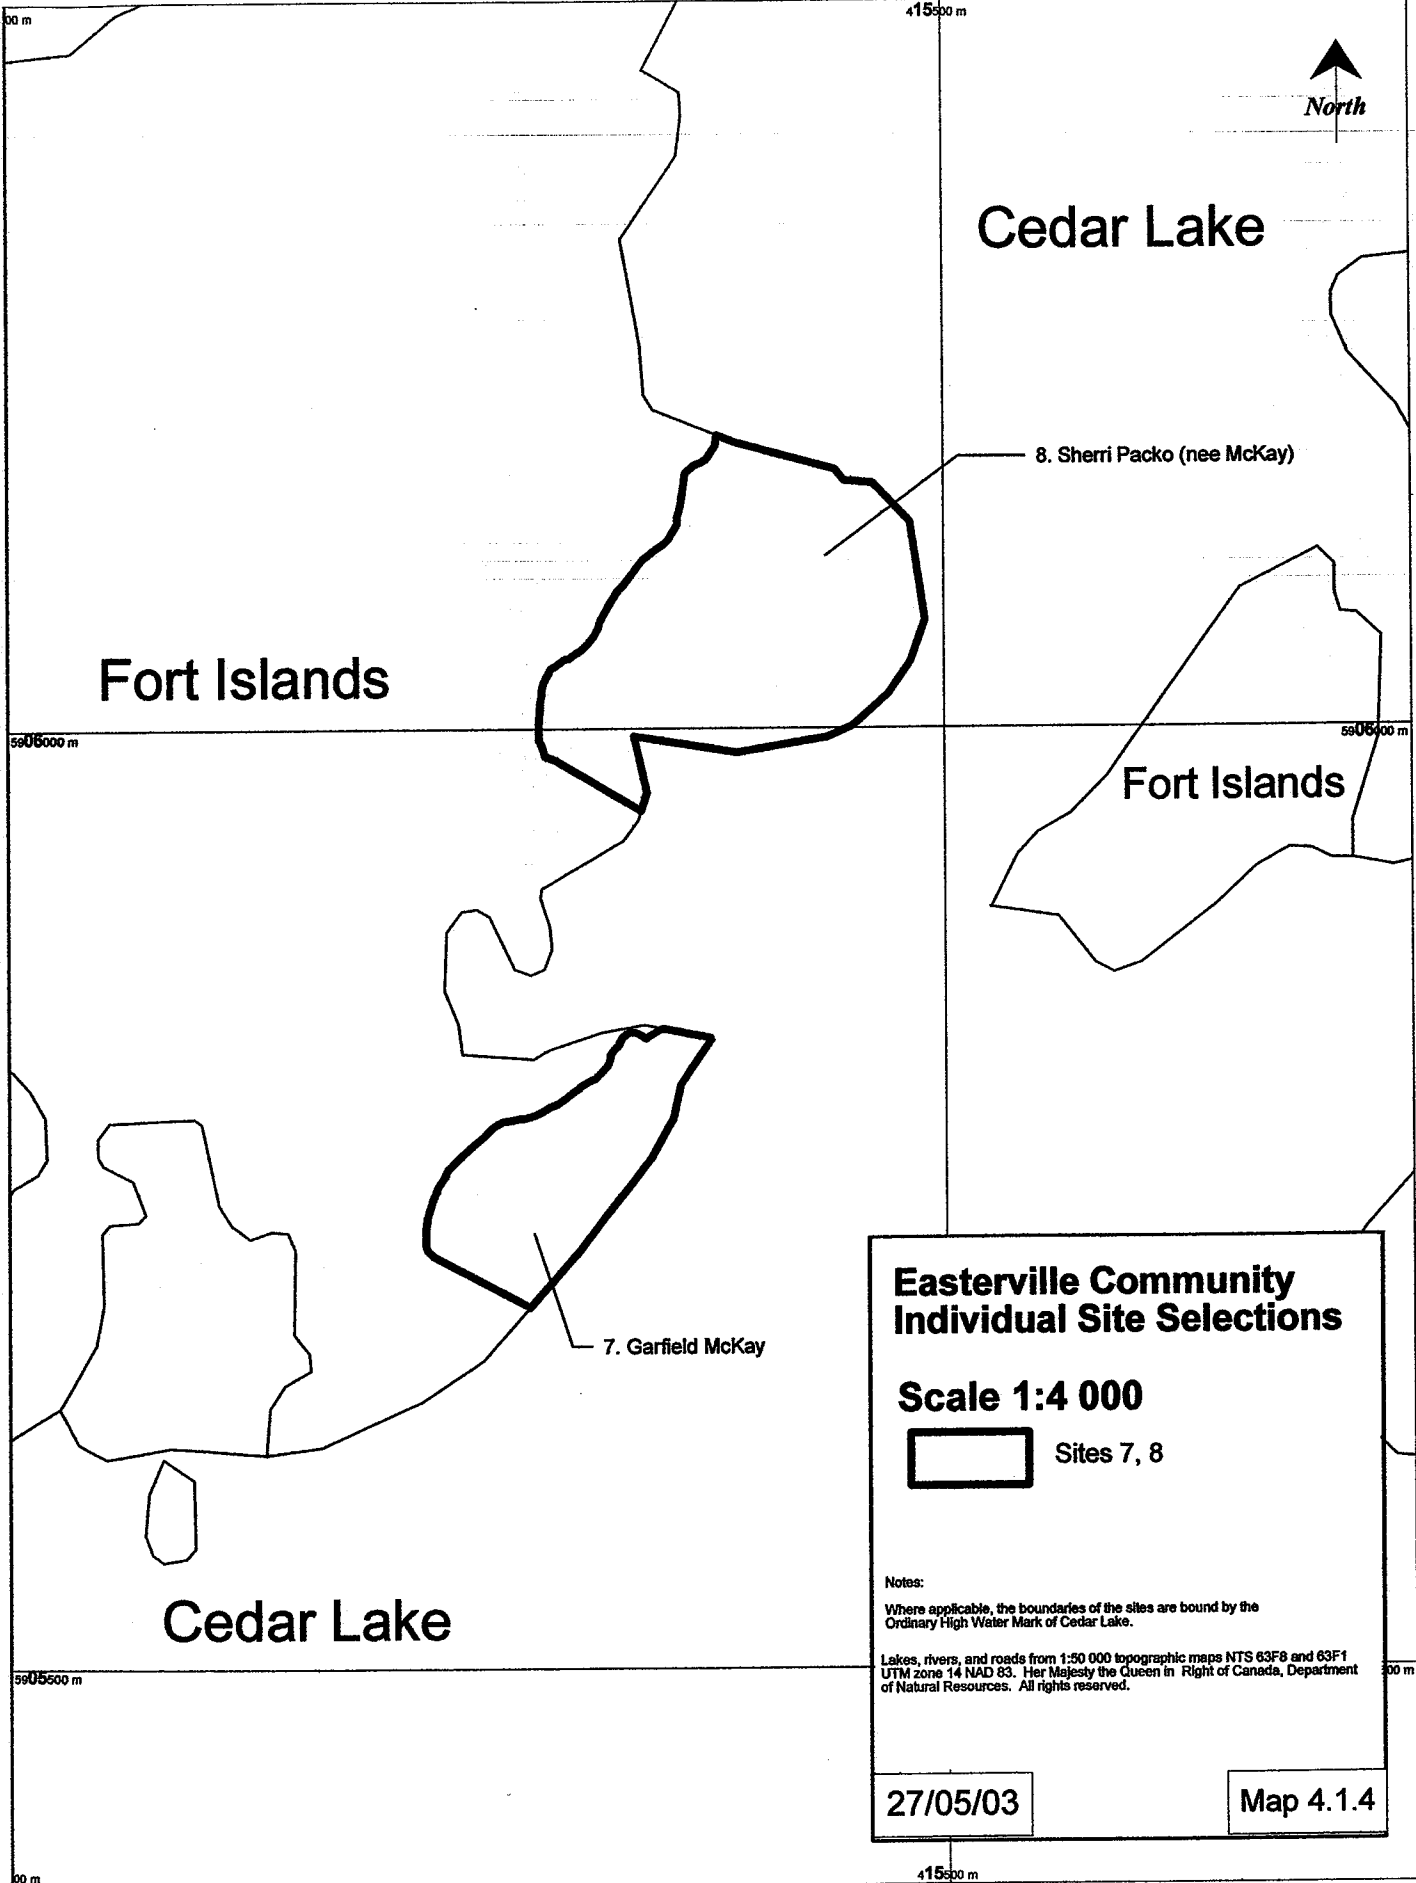 00 m
415500 m
North
Cedar Lake
8. Sherri Packo (nee McKay)
Fort Islands
5906000 m
5906000 m
Fort Islands
7. Garfield McKay
Easterville Community
Individual Site Selections
Scale 1:4 000
Sites 7, 8
Notes:
Where applicable, the boundaries of the sites are bound by the
Ordinary High Water Mark of Cedar Lake.
Lakes, rivers, and roads from 1:50 000 topographic maps NTS 63F8 and 63F1
UTM zone 14 NAD 83. Her Majesty the Queen in Right of Canada, Department
of Natural Resources. All rights reserved.
Cedar Lake
5905500 m
00 m
27/05/03
Map 4.1.4
00 m
415500 m